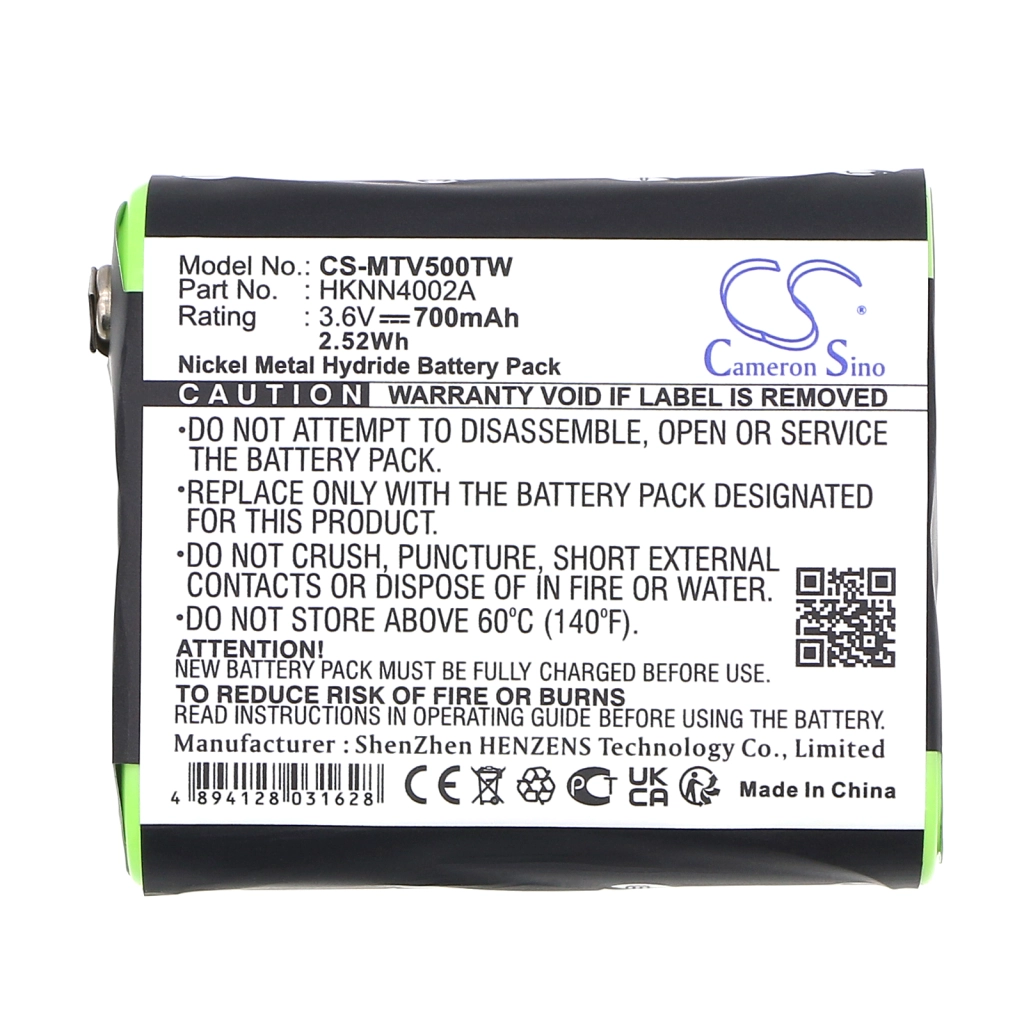 Model No.: CS-MTV500TW
Part No. : HKNN4002A
Rating : 3.6V⎓700mAh
2.52Wh
Nickel Metal Hydride Battery Pack
CS®
Cameron Sino
CAUTION WARRANTY VOID IF LABEL IS REMOVED
•DO NOT ATTEMPT TO DISASSEMBLE, OPEN OR SERVICE
THE BATTERY PACK.
•REPLACE ONLY WITH THE BATTERY PACK DESIGNATED
FOR THIS PRODUCT.
•DO NOT CRUSH, PUNCTURE, SHORT EXTERNAL
CONTACTS OR DISPOSE OF IN FIRE OR WATER.
•DO NOT STORE ABOVE 60ºC (140ºF).
ATTENTION!
NEW BATTERY PACK MUST BE FULLY CHARGED BEFORE USE.
TO REDUCE RISK OF FIRE OR BURNS
READ INSTRUCTIONS IN OPERATING GUIDE BEFORE USING THE BATTERY.
Manufacturer : ShenZhen HENZENS Technology Co., Limited
4 894128 031628 CE PCT UK CA Made In China